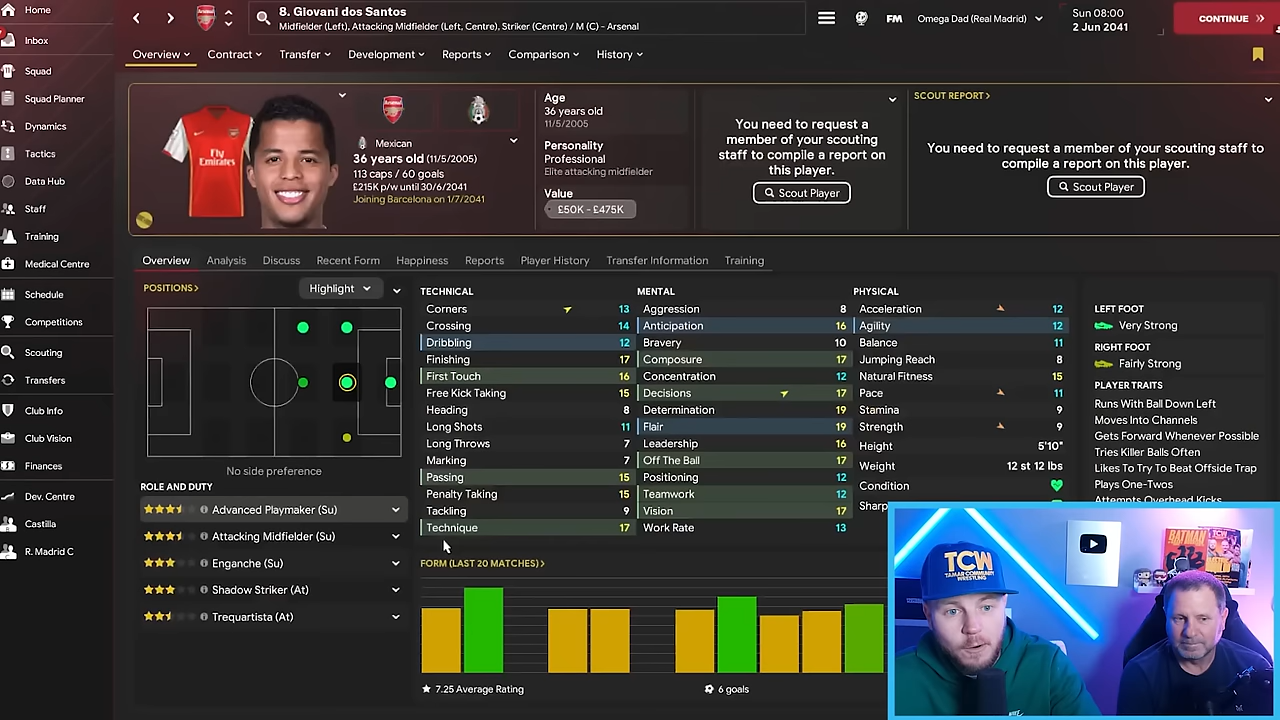 Home
Inbox
Squad
Squad Planner
Dynamics
Tactics
Data Hub
Staff
Training
Medical Centre
Schedule
Competitions
Scouting
Transfers
Club Info
Club Vision
Finances
Dev. Centre
Castilla
R. Madrid C
8. Giovani dos Santos
Midfielder (Left), Attacking Midfielder (Left, Centre), Striker (Centre) / M (C) - Arsenal
FM
Omega Dad (Real Madrid)
Sun 08:00
2 Jun 2041
CONTINUE
Overview
Contract
Transfer
Development
Reports
Comparison
History
Fly
Emirates
Mexican
36 years old (11/5/2005)
113 caps / 60 goals
£215K p/w until 30/6/2041
Joining Barcelona on 1/7/2041
Age
36 years old
11/5/2005
Personality
Professional
Elite attacking midfielder
Value
£50K - £475K
You need to request a
member of your scouting
staff to compile a report on
this player.
Scout Player
SCOUT REPORT >
You need to request a member of your scouting staff to
compile a report on this player.
Scout Player
Overview
Analysis
Discuss
Recent Form
Happiness
Reports
Player History
Transfer Information
Training
POSITIONS >
Highlight
No side preference
ROLE AND DUTY
Advanced Playmaker (Su)
Attacking Midfielder (Su)
Enganche (Su)
Shadow Striker (At)
Trequartista (At)
TECHNICAL
Corners 13
Crossing 14
Dribbling 12
Finishing 17
First Touch 16
Free Kick Taking 15
Heading 8
Long Shots 11
Long Throws 7
Marking 7
Passing 15
Penalty Taking 15
Tackling 9
Technique 17
MENTAL
Aggression 8
Anticipation 16
Bravery 10
Composure 17
Concentration 12
Decisions 17
Determination 19
Flair 19
Leadership 16
Off The Ball 17
Positioning 12
Teamwork 12
Vision 17
Work Rate 13
PHYSICAL
Acceleration 12
Agility 12
Balance 11
Jumping Reach 8
Natural Fitness 15
Pace 11
Stamina 9
Strength 9
Height 5'10"
Weight 12 st 12 lbs
Condition
Sharp
LEFT FOOT
Very Strong
RIGHT FOOT
Fairly Strong
PLAYER TRAITS
Runs With Ball Down Left
Moves Into Channels
Gets Forward Whenever Possible
Tries Killer Balls Often
Likes To Try To Beat Offside Trap
Plays One-Twos
Attempts Overhead Kicks
FORM (LAST 20 MATCHES) >
7.25 Average Rating
6 goals
TCW
TAMAR COMMUNITY
WRESTLING
BATMAN
TCW